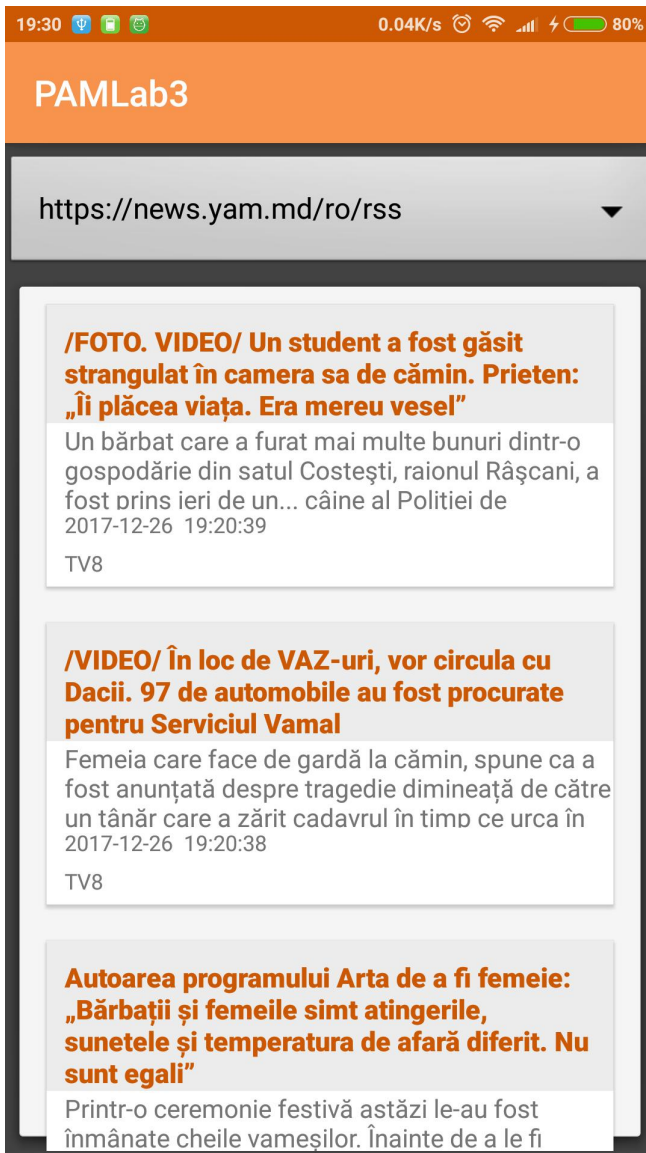 19:30 0.04K/s 80%
PAMLab3
https://news.yam.md/ro/rss
/FOTO. VIDEO/ Un student a fost găsit
strangulat în camera sa de cămin. Prieten:
„Îi plăcea viața. Era mereu vesel”
Un bărbat care a furat mai multe bunuri dintr-o
gospodărie din satul Costeşti, raionul Râşcani, a
fost prins ieri de un... câine al Poliției de
2017-12-26 19:20:39
TV8
/VIDEO/ În loc de VAZ-uri, vor circula cu
Dacii. 97 de automobile au fost procurate
pentru Serviciul Vamal
Femeia care face de gardă la cămin, spune ca a
fost anunțată despre tragedie dimineață de către
un tânăr care a zărit cadavrul în timp ce urca în
2017-12-26 19:20:38
TV8
Autoarea programului Arta de a fi femeie:
„Bărbații și femeile simt atingerile,
sunetele și temperatura de afară diferit. Nu
sunt egali”
Printr-o ceremonie festivă astăzi le-au fost
înmânate cheile vameșilor. Înainte de a le fi